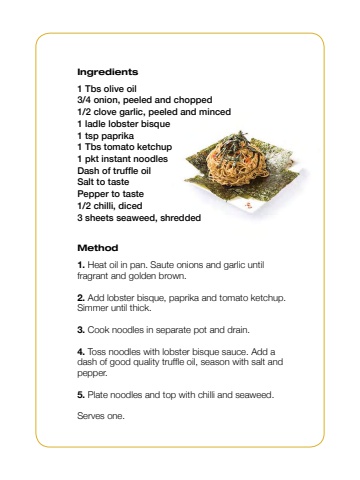 Ingredients
1 Tbs olive oil
3/4 onion, peeled and chopped
1/2 clove garlic, peeled and minced
1 ladle lobster bisque
1 tsp paprika
1 Tbs tomato ketchup
1 pkt instant noodles
Dash of truffle oil
Salt to taste
Pepper to taste
1/2 chilli, diced
3 sheets seaweed, shredded
Method
1. Heat oil in pan. Saute onions and garlic until
fragrant and golden brown.
2. Add lobster bisque, paprika and tomato ketchup.
Simmer until thick.
3. Cook noodles in separate pot and drain.
4. Toss noodles with lobster bisque sauce. Add a
dash of good quality truffle oil, season with salt and
pepper.
5. Plate noodles and top with chilli and seaweed.
Serves one.